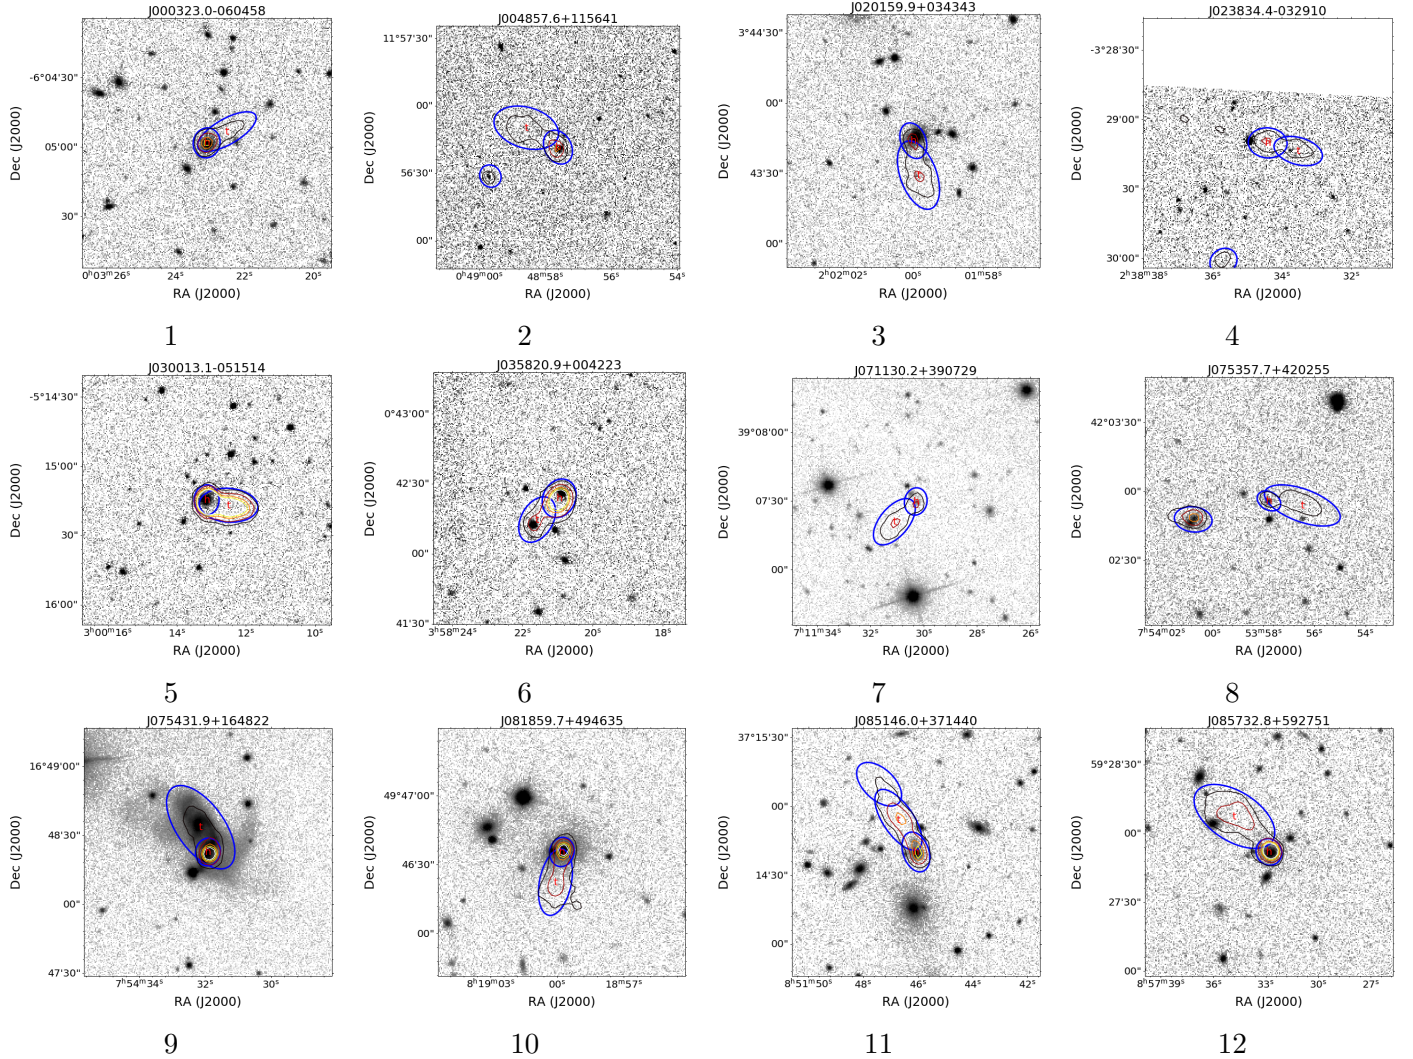 J000323.0-060458
J004857.6+115641
J020159.9+034343
J023834.4-032910
Dec (J2000)
-6°04'30"
05'00"
30"
0ʰ03ᵐ26ˢ 24ˢ 22ˢ 20ˢ
RA (J2000)
Dec (J2000)
11°57'30"
00"
56'30"
00"
0ʰ49ᵐ00ˢ 48ᵐ58ˢ 56ˢ 54ˢ
RA (J2000)
Dec (J2000)
3°44'30"
00"
43'30"
00"
2ʰ02ᵐ02ˢ 00ˢ 01ᵐ58ˢ
RA (J2000)
Dec (J2000)
-3°28'30"
29'00"
30"
30'00"
2ʰ38ᵐ38ˢ 36ˢ 34ˢ 32ˢ
RA (J2000)
1 2 3 4
J030013.1-051514
J035820.9+004223
J071130.2+390729
J075357.7+420255
Dec (J2000)
-5°14'30"
15'00"
30"
16'00"
3ʰ00ᵐ16ˢ 14ˢ 12ˢ 10ˢ
RA (J2000)
Dec (J2000)
0°43'00"
42'30"
00"
41'30"
3ʰ58ᵐ24ˢ 22ˢ 20ˢ 18ˢ
RA (J2000)
Dec (J2000)
39°08'00"
07'30"
00"
7ʰ11ᵐ34ˢ 32ˢ 30ˢ 28ˢ 26ˢ
RA (J2000)
Dec (J2000)
42°03'30"
00"
02'30"
7ʰ54ᵐ02ˢ 00ˢ 53ᵐ58ˢ 56ˢ 54ˢ
RA (J2000)
5 6 7 8
J075431.9+164822
J081859.7+494635
J085146.0+371440
J085732.8+592751
Dec (J2000)
16°49'00"
48'30"
00"
47'30"
7ʰ54ᵐ34ˢ 32ˢ 30ˢ
RA (J2000)
Dec (J2000)
49°47'00"
46'30"
00"
8ʰ19ᵐ03ˢ 00ˢ 18ᵐ57ˢ
RA (J2000)
Dec (J2000)
37°15'30"
00"
14'30"
00"
8ʰ51ᵐ50ˢ 48ˢ 46ˢ 44ˢ 42ˢ
RA (J2000)
Dec (J2000)
59°28'30"
00"
27'30"
00"
8ʰ57ᵐ39ˢ 36ˢ 33ˢ 30ˢ 27ˢ
RA (J2000)
9 10 11 12